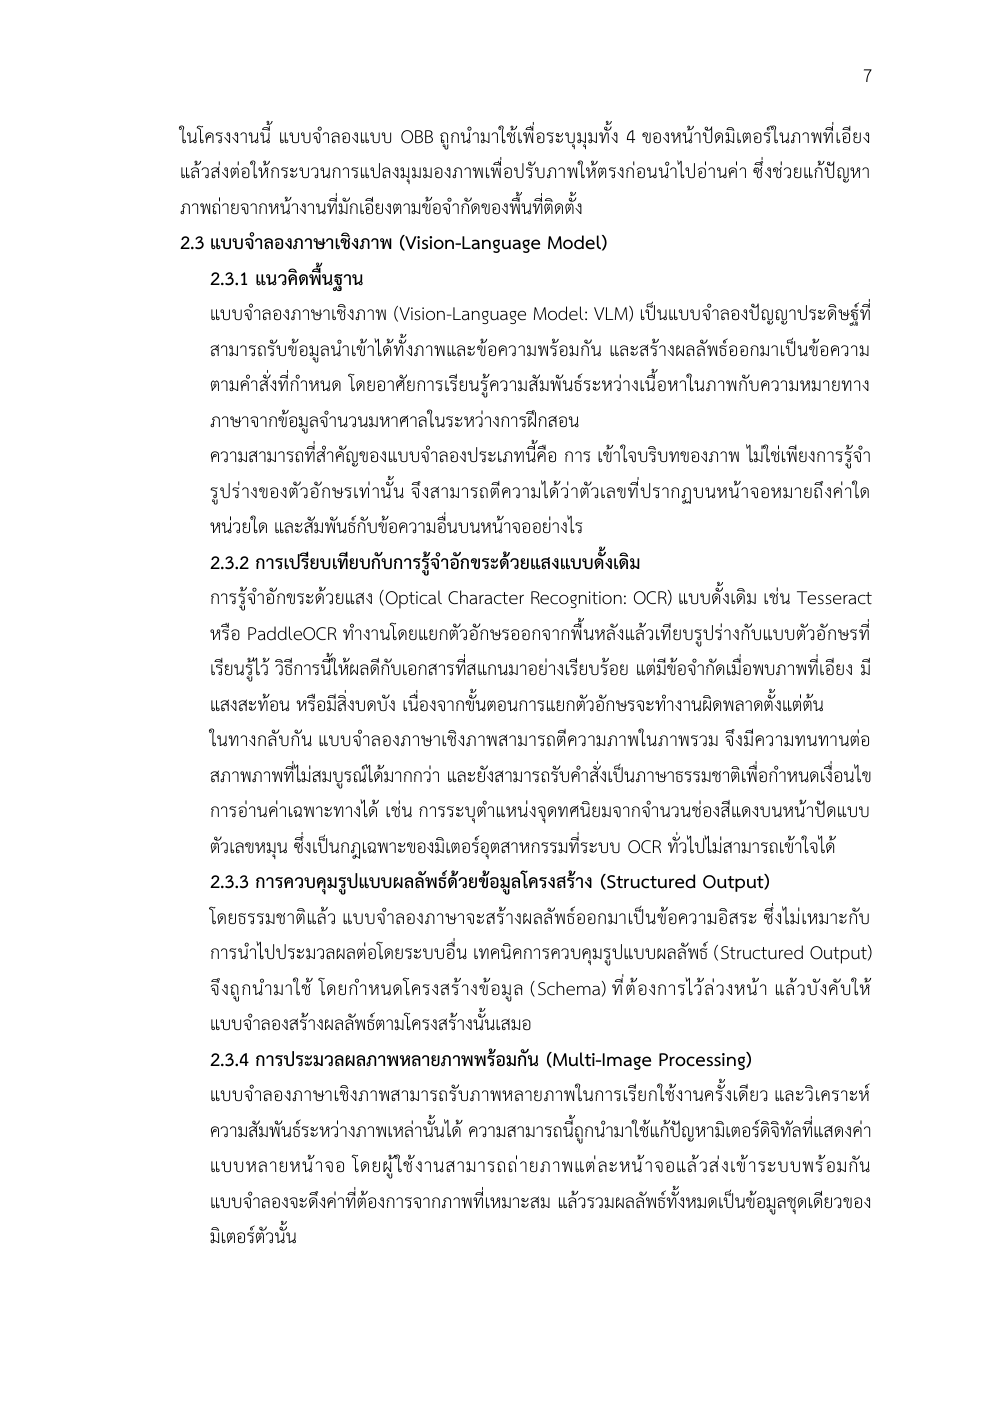 7
ในโครงงานนี้ แบบจำลองแบบ OBB ถูกนำมาใช้เพื่อระบุมุมทั้ง 4 ของหน้าปัดมิเตอร์ในภาพที่เอียง
แล้วส่งต่อให้กระบวนการแปลงมุมมองภาพเพื่อปรับภาพให้ตรงก่อนนำไปอ่านค่า ซึ่งช่วยแก้ปัญหา
ภาพถ่ายจากหน้างานที่มักเอียงตามข้อจำกัดของพื้นที่ติดตั้ง
2.3 แบบจำลองภาษาเชิงภาพ (Vision-Language Model)
2.3.1 แนวคิดพื้นฐาน
แบบจำลองภาษาเชิงภาพ (Vision-Language Model: VLM) เป็นแบบจำลองปัญญาประดิษฐ์ที่
สามารถรับข้อมูลนำเข้าได้ทั้งภาพและข้อความพร้อมกัน และสร้างผลลัพธ์ออกมาเป็นข้อความ
ตามคำสั่งที่กำหนด โดยอาศัยการเรียนรู้ความสัมพันธ์ระหว่างเนื้อหาในภาพกับความหมายทาง
ภาษาจากข้อมูลจำนวนมหาศาลในระหว่างการฝึกสอน
ความสามารถที่สำคัญของแบบจำลองประเภทนี้คือ การ เข้าใจบริบทของภาพ ไม่ใช่เพียงการรู้จำ
รูปร่างของตัวอักษรเท่านั้น จึงสามารถตีความได้ว่าตัวเลขที่ปรากฏบนหน้าจอหมายถึงค่าใด
หน่วยใด และสัมพันธ์กับข้อความอื่นบนหน้าจออย่างไร
2.3.2 การเปรียบเทียบกับการรู้จำอักขระด้วยแสงแบบดั้งเดิม
การรู้จำอักขระด้วยแสง (Optical Character Recognition: OCR) แบบดั้งเดิม เช่น Tesseract
หรือ PaddleOCR ทำงานโดยแยกตัวอักษรออกจากพื้นหลังแล้วเทียบรูปร่างกับแบบตัวอักษรที่
เรียนรู้ไว้ วิธีการนี้ให้ผลดีกับเอกสารที่สแกนมาอย่างเรียบร้อย แต่มีข้อจำกัดเมื่อพบภาพที่เอียง มี
แสงสะท้อน หรือมีสิ่งบดบัง เนื่องจากขั้นตอนการแยกตัวอักษรจะทำงานผิดพลาดตั้งแต่ต้น
ในทางกลับกัน แบบจำลองภาษาเชิงภาพสามารถตีความภาพในภาพรวม จึงมีความทนทานต่อ
สภาพภาพที่ไม่สมบูรณ์ได้มากกว่า และยังสามารถรับคำสั่งเป็นภาษาธรรมชาติเพื่อกำหนดเงื่อนไข
การอ่านค่าเฉพาะทางได้ เช่น การระบุตำแหน่งจุดทศนิยมจากจำนวนช่องสีแดงบนหน้าปัดแบบ
ตัวเลขหมุน ซึ่งเป็นกฎเฉพาะของมิเตอร์อุตสาหกรรมที่ระบบ OCR ทั่วไปไม่สามารถเข้าใจได้
2.3.3 การควบคุมรูปแบบผลลัพธ์ด้วยข้อมูลโครงสร้าง (Structured Output)
โดยธรรมชาติแล้ว แบบจำลองภาษาจะสร้างผลลัพธ์ออกมาเป็นข้อความอิสระ ซึ่งไม่เหมาะกับ
การนำไปประมวลผลต่อโดยระบบอื่น เทคนิคการควบคุมรูปแบบผลลัพธ์ (Structured Output)
จึงถูกนำมาใช้ โดยกำหนดโครงสร้างข้อมูล (Schema) ที่ต้องการไว้ล่วงหน้า แล้วบังคับให้
แบบจำลองสร้างผลลัพธ์ตามโครงสร้างนั้นเสมอ
2.3.4 การประมวลผลภาพหลายภาพพร้อมกัน (Multi-Image Processing)
แบบจำลองภาษาเชิงภาพสามารถรับภาพหลายภาพในการเรียกใช้งานครั้งเดียว และวิเคราะห์
ความสัมพันธ์ระหว่างภาพเหล่านั้นได้ ความสามารถนี้ถูกนำมาใช้แก้ปัญหามิเตอร์ดิจิทัลที่แสดงค่า
แบบหลายหน้าจอ โดยผู้ใช้งานสามารถถ่ายภาพแต่ละหน้าจอแล้วส่งเข้าระบบพร้อมกัน
แบบจำลองจะดึงค่าที่ต้องการจากภาพที่เหมาะสม แล้วรวมผลลัพธ์ทั้งหมดเป็นข้อมูลชุดเดียวของ
มิเตอร์ตัวนั้น